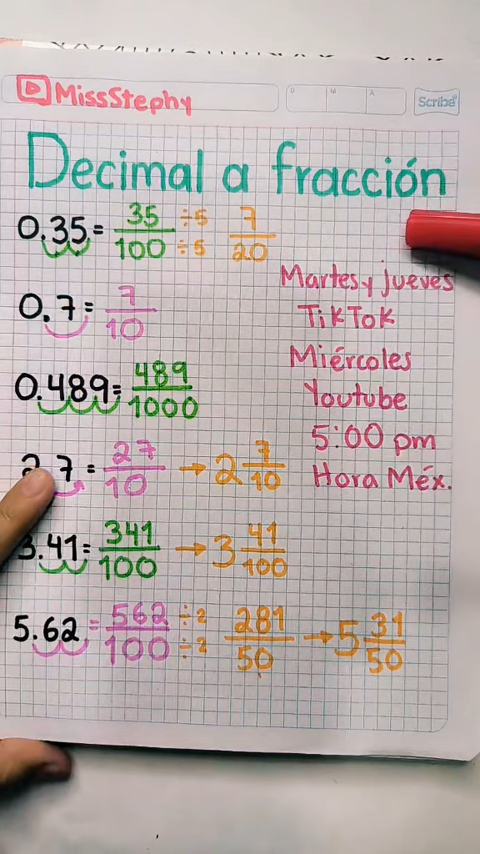 MissStephy
D M A
Scribe
Decimal a fracción
0.35 = 35/100 ÷5/÷5 7/20
0.7 = 7/10
0.489 = 489/1000
2.7 = 27/10 → 2 7/10
3.41 = 341/100 → 3 41/100
5.62 = 562/100 ÷2/÷2 281/50 → 5 31/50
Martes y jueves
TikTok
Miércoles
Youtube
5:00 pm
Hora Méx.